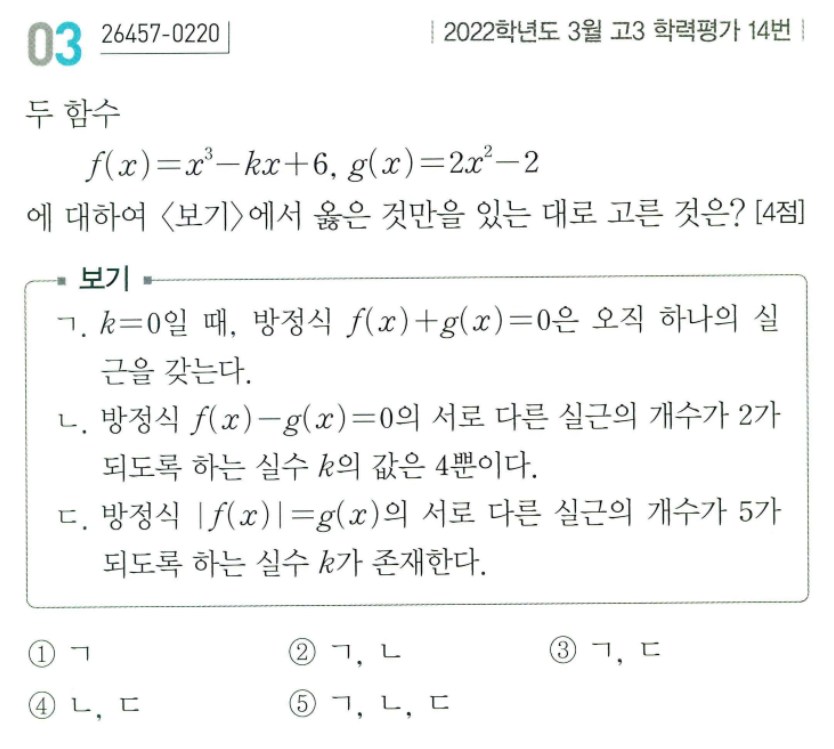 03 26457-0220 | 2022학년도 3월 고3 학력평가 14번 |
두 함수
f(x)=x³-kx+6, g(x)=2x²-2
에 대하여 〈보기〉에서 옳은 것만을 있는 대로 고른 것은? [4점]
보기
ㄱ. k=0일 때, 방정식 f(x)+g(x)=0은 오직 하나의 실
근을 갖는다.
ㄴ. 방정식 f(x)-g(x)=0의 서로 다른 실근의 개수가 2가
되도록 하는 실수 k의 값은 4뿐이다.
ㄷ. 방정식 |f(x)|=g(x)의 서로 다른 실근의 개수가 5가
되도록 하는 실수 k가 존재한다.
① ㄱ ② ㄱ, ㄴ ③ ㄱ, ㄷ
④ ㄴ, ㄷ ⑤ ㄱ, ㄴ, ㄷ